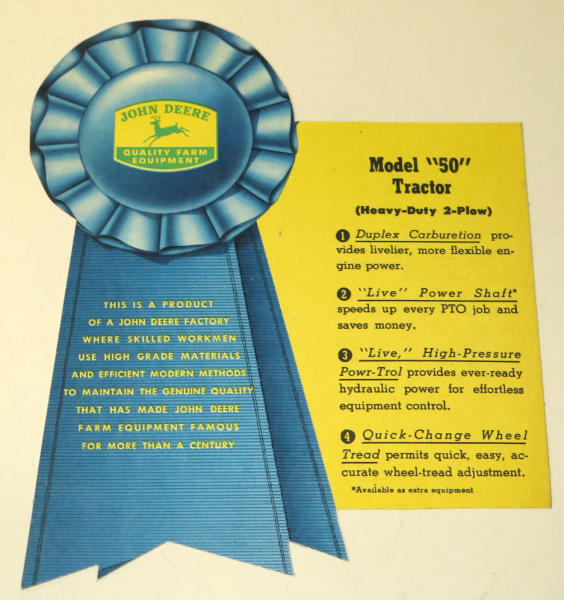 JOHN DEERE
QUALITY FARM
EQUIPMENT
THIS IS A PRODUCT
OF A JOHN DEERE FACTORY
WHERE SKILLED WORKMEN
USE HIGH GRADE MATERIALS
AND EFFICIENT MODERN METHODS
TO MAINTAIN THE GENUINE QUALITY
THAT HAS MADE JOHN DEERE
FARM EQUIPMENT FAMOUS
FOR MORE THAN A CENTURY
Model "50"
Tractor
(Heavy-Duty 2-Plow)
1 Duplex Carburetion pro-
vides livelier, more flexible en-
gine power.
2 "Live" Power Shaft*
speeds up every PTO job and
saves money.
3 "Live," High-Pressure
Powr-Trol provides ever-ready
hydraulic power for effortless
equipment control.
4 Quick-Change Wheel
Tread permits quick, easy, ac-
curate wheel-tread adjustment.
*Available as extra equipment